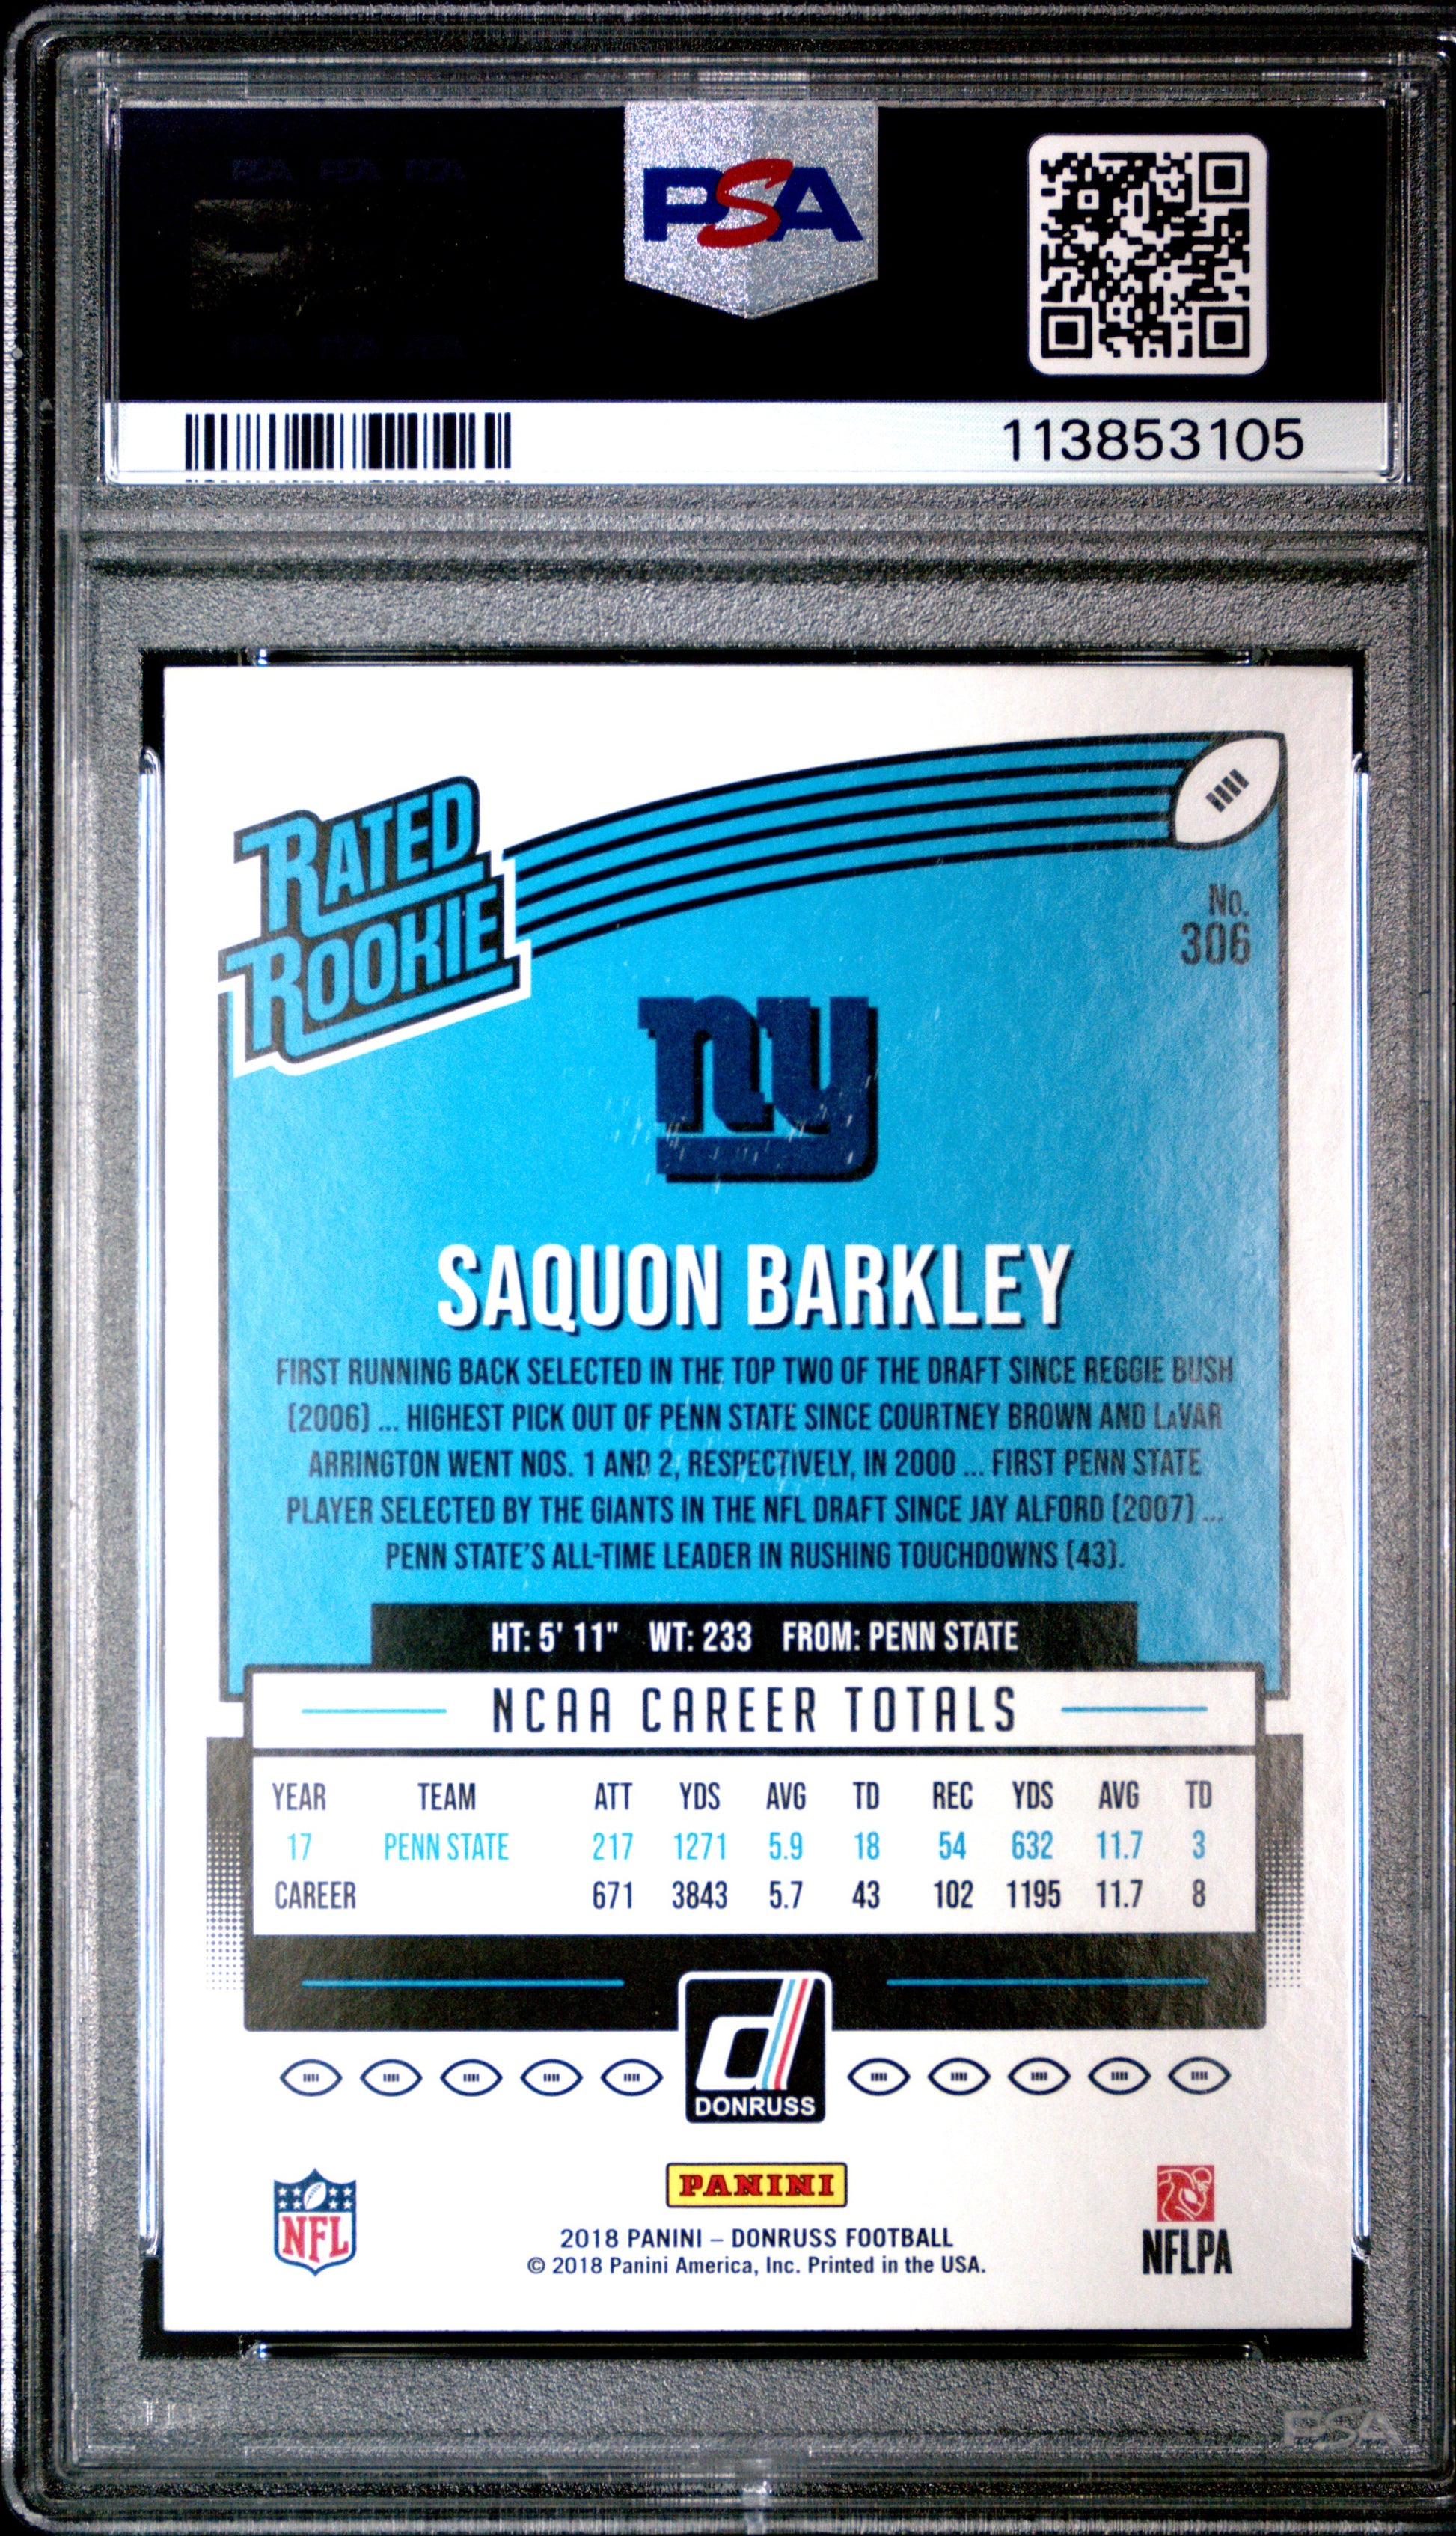 PSA
113853105
RATED
ROOKIE
No.
306
ny
SAQUON BARKLEY
FIRST RUNNING BACK SELECTED IN THE TOP TWO OF THE DRAFT SINCE REGGIE BUSH
(2006) ... HIGHEST PICK OUT OF PENN STATE SINCE COURTNEY BROWN AND LAVAR
ARRINGTON WENT NOS. 1 AND 2, RESPECTIVELY, IN 2000 ... FIRST PENN STATE
PLAYER SELECTED BY THE GIANTS IN THE NFL DRAFT SINCE JAY ALFORD (2007) ...
PENN STATE'S ALL-TIME LEADER IN RUSHING TOUCHDOWNS (43).
HT: 5' 11" WT: 233 FROM: PENN STATE
NCAA CAREER TOTALS
YEAR TEAM ATT YDS AVG TD REC YDS AVG TD
17 PENN STATE 217 1271 5.9 18 54 632 11.7 3
CAREER 671 3843 5.7 43 102 1195 11.7 8
d
DONRUSS
NFL
PANINI
NFLPA
2018 PANINI – DONRUSS FOOTBALL
© 2018 Panini America, Inc. Printed in the USA.
PSA